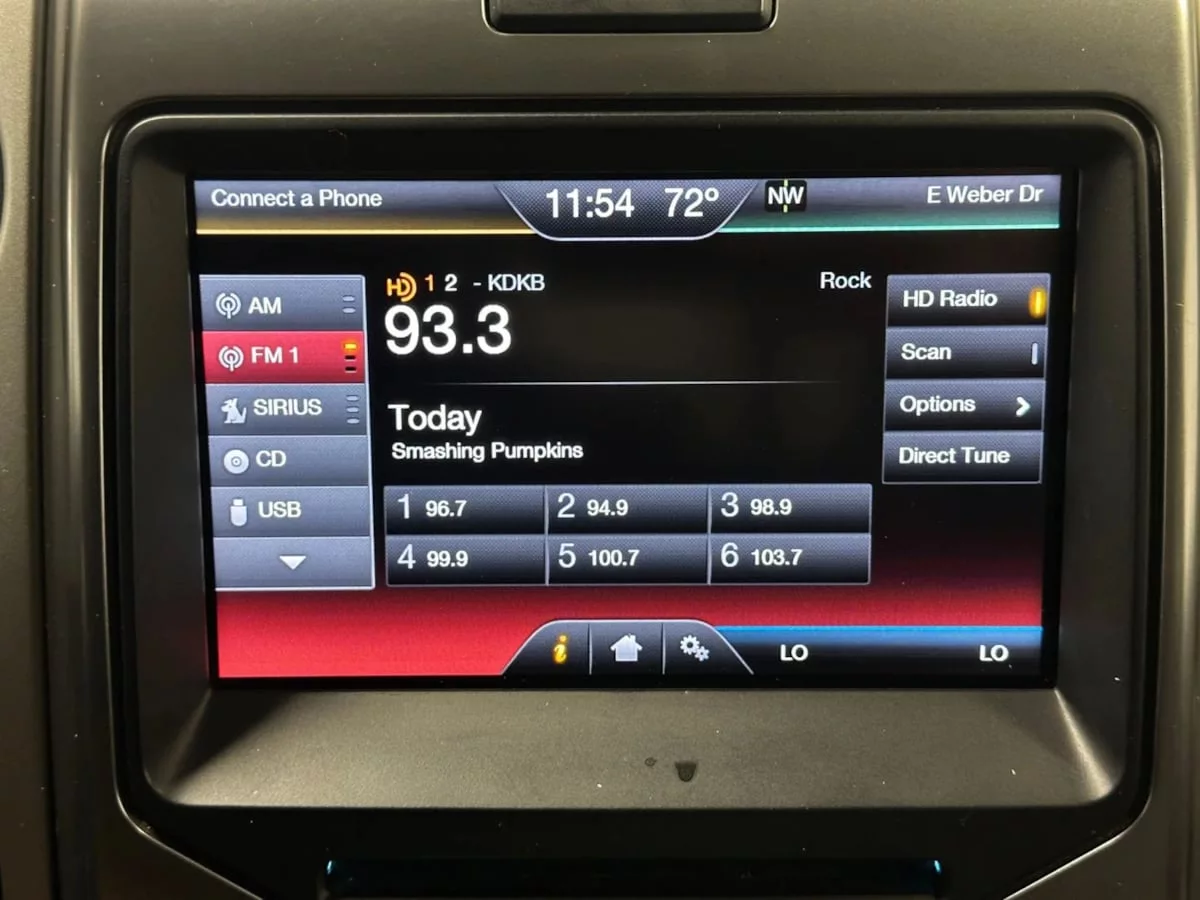 Connect a Phone
11:54 72°
NW
E Weber Dr
AM
FM 1
SIRIUS
CD
USB
HD 1 2 - KDKB
Rock
93.3
Today
Smashing Pumpkins
1 96.7
2 94.9
3 98.9
4 99.9
5 100.7
6 103.7
HD Radio
Scan
Options
Direct Tune
i
LO
LO